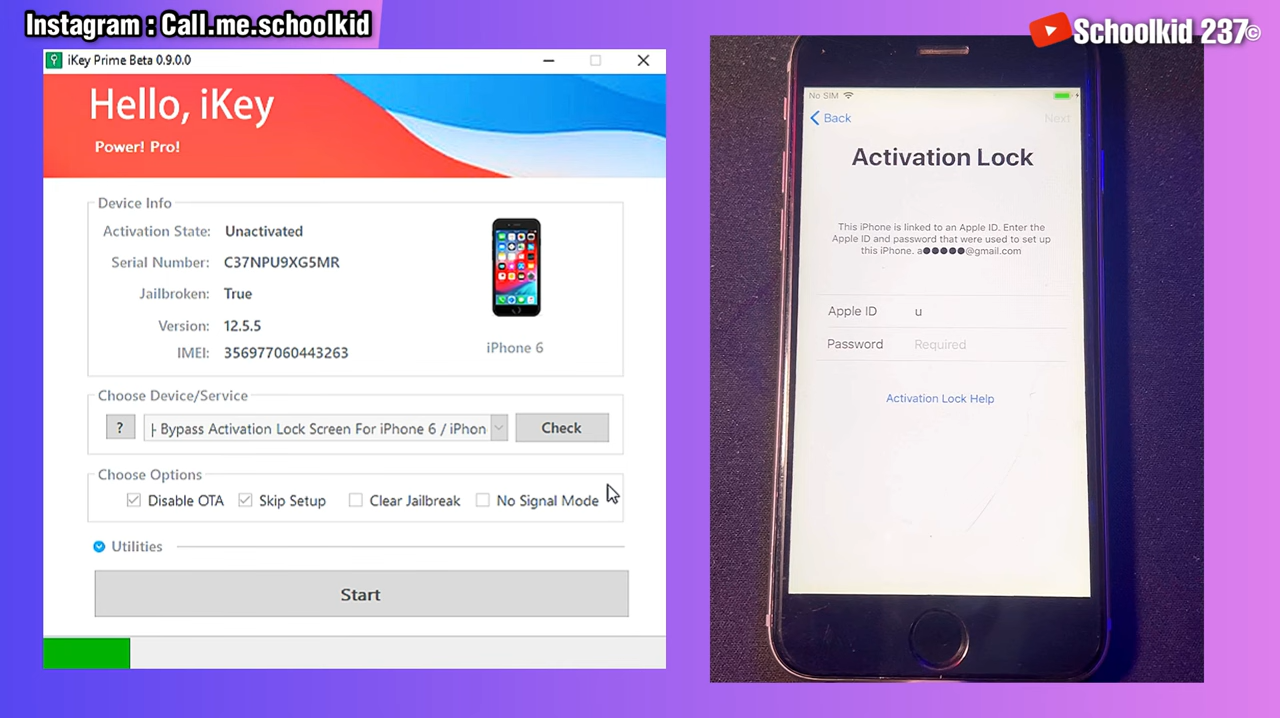 Instagram : Call.me.schoolkid
Schoolkid 237©
iKey Prime Beta 0.9.0.0
Hello, iKey
Power! Pro!
Device Info
Activation State: Unactivated
Serial Number: C37NPU9XG5MR
Jailbroken: True
Version: 12.5.5
IMEI: 356977060443263
iPhone 6
Choose Device/Service
? |- Bypass Activation Lock Screen For iPhone 6 / iPhon Check
Choose Options
Disable OTA Skip Setup Clear Jailbreak No Signal Mode
Utilities
Start
No SIM
Back Next
Activation Lock
This iPhone is linked to an Apple ID. Enter the
Apple ID and password that were used to set up
this iPhone. a●●●●●@gmail.com
Apple ID u
Password Required
Activation Lock Help